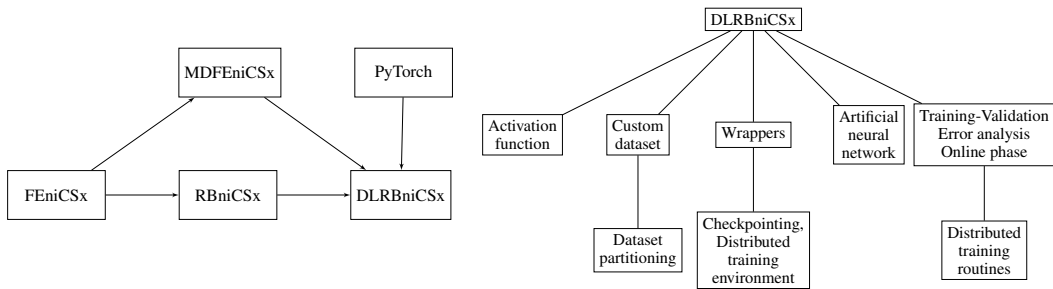 MDFEniCSx
PyTorch
FEniCSx
RBniCSx
DLRBniCSx
DLRBniCSx
Activation
function
Custom
dataset
Wrappers
Artificial
neural
network
Training-Validation
Error analysis
Online phase
Dataset
partitioning
Checkpointing,
Distributed
training
environment
Distributed
training
routines